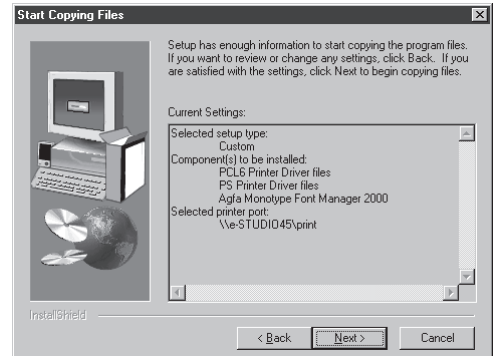 Start Copying Files
Setup has enough information to start copying the program files.
If you want to review or change any settings, click Back. If you
are satisfied with the settings, click Next to begin copying files.
Current Settings:
Selected setup type:
Custom
Component(s) to be installed:
PCL6 Printer Driver files
PS Printer Driver files
Agfa Monotype Font Manager 2000
Selected printer port:
\\e-STUDIO45\print
InstallShield
< Back
Next >
Cancel